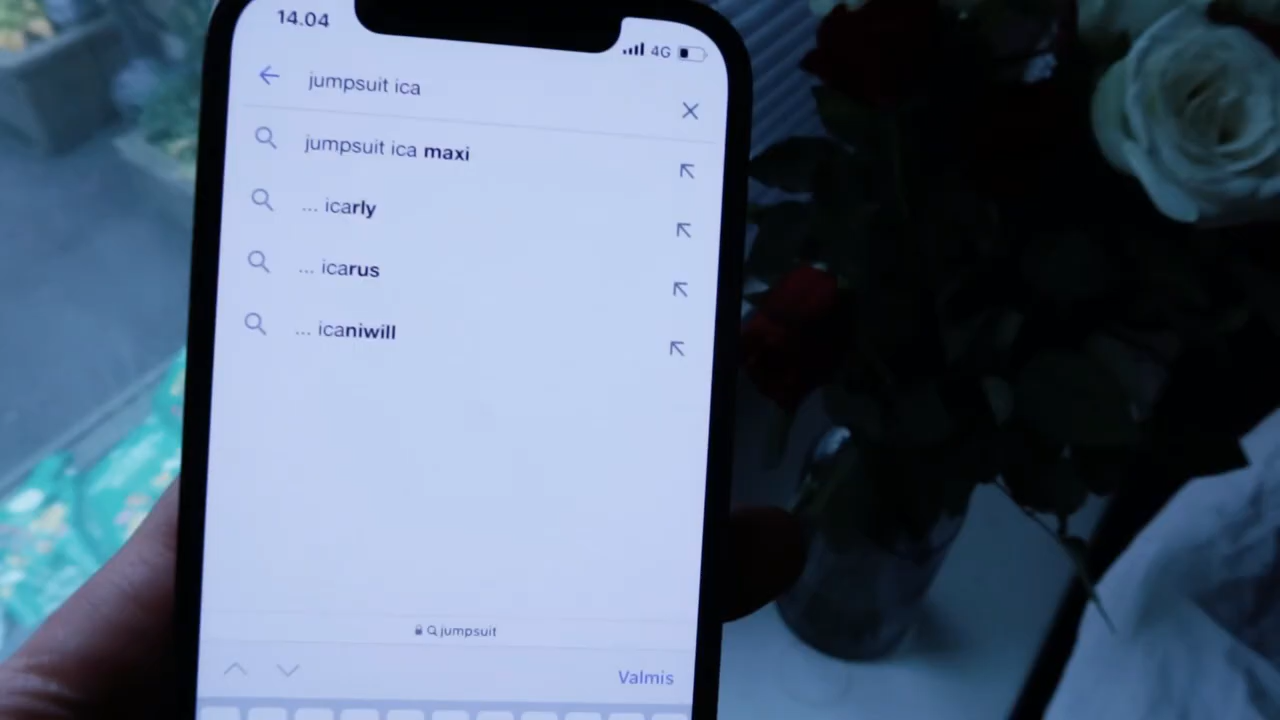 14.04
4G
jumpsuit ica
jumpsuit ica maxi
... icarly
... icarus
... icaniwill
jumpsuit
Valmis